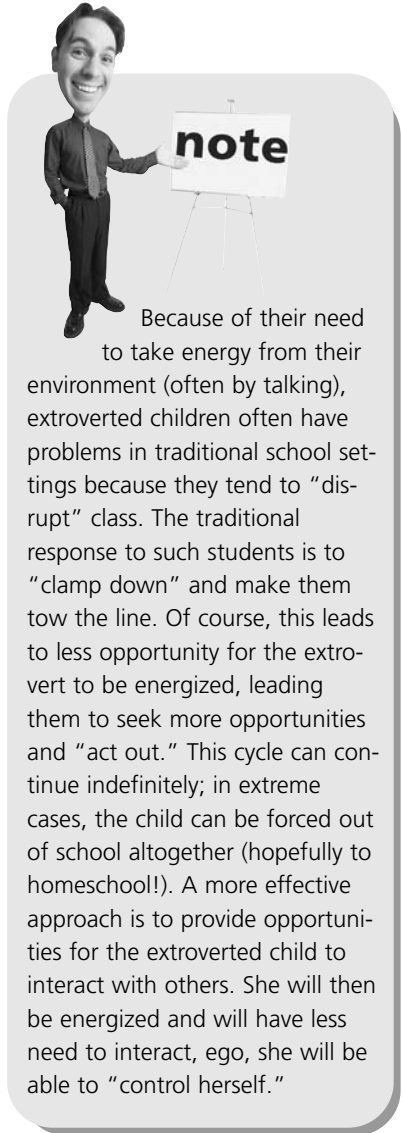 note
Because of their need
to take energy from their
environment (often by talking),
extroverted children often have
problems in traditional school set-
tings because they tend to “dis-
rupt” class. The traditional
response to such students is to
“clamp down” and make them
tow the line. Of course, this leads
to less opportunity for the extro-
vert to be energized, leading
them to seek more opportunities
and “act out.” This cycle can con-
tinue indefinitely; in extreme
cases, the child can be forced out
of school altogether (hopefully to
homeschool!). A more effective
approach is to provide opportuni-
ties for the extroverted child to
interact with others. She will then
be energized and will have less
need to interact, ego, she will be
able to “control herself.”